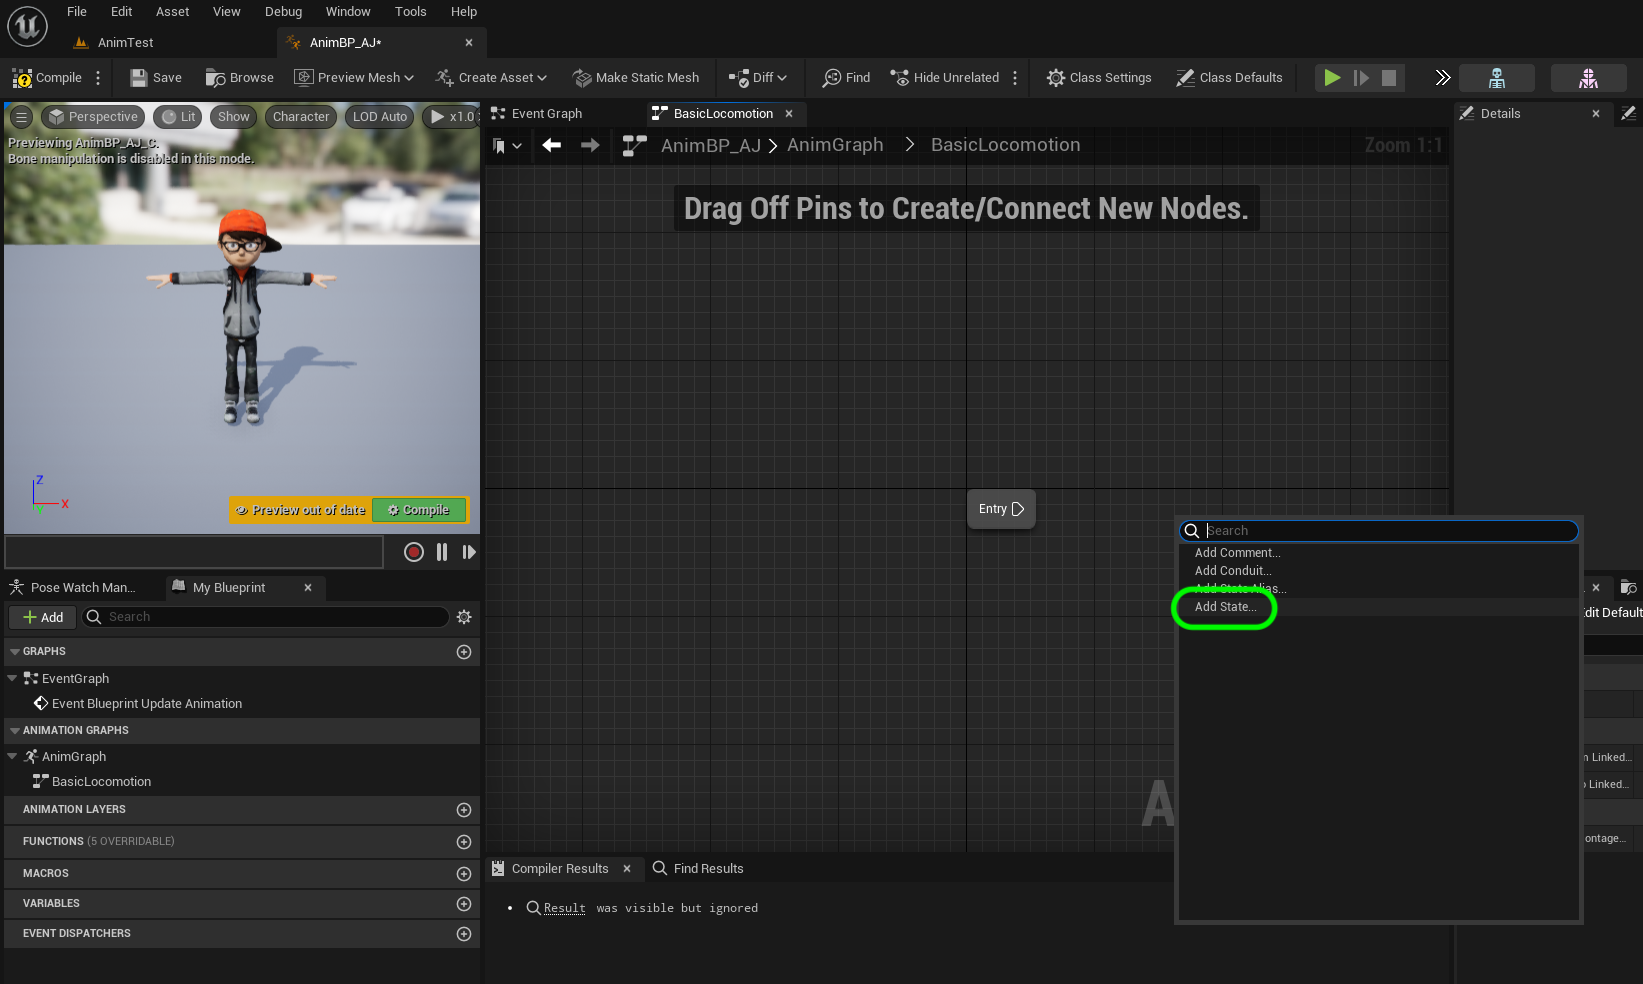 File Edit Asset View Debug Window Tools Help
AnimTest
AnimBP_AJ*
Compile
Save
Browse
Preview Mesh
Create Asset
Make Static Mesh
Diff
Find
Hide Unrelated
Class Settings
Class Defaults
Perspective
Lit
Show
Character
LOD Auto
x1.0
Previewing AnimBP_AJ_C.
Bone manipulation is disabled in this mode.
Z
X
Y
Preview out of date
Compile
Event Graph
BasicLocomotion
AnimBP_AJ > AnimGraph > BasicLocomotion
Zoom 1:1
Drag Off Pins to Create/Connect New Nodes.
Entry
A
Search
Add Comment...
Add Conduit...
Add State Alias...
Add State...
Details
dit Default
n Linked...
Linked...
ontage...
Pose Watch Man...
My Blueprint
Add
Search
GRAPHS
EventGraph
Event Blueprint Update Animation
ANIMATION GRAPHS
AnimGraph
BasicLocomotion
ANIMATION LAYERS
FUNCTIONS (5 OVERRIDABLE)
MACROS
VARIABLES
EVENT DISPATCHERS
Compiler Results
Find Results
• Result was visible but ignored